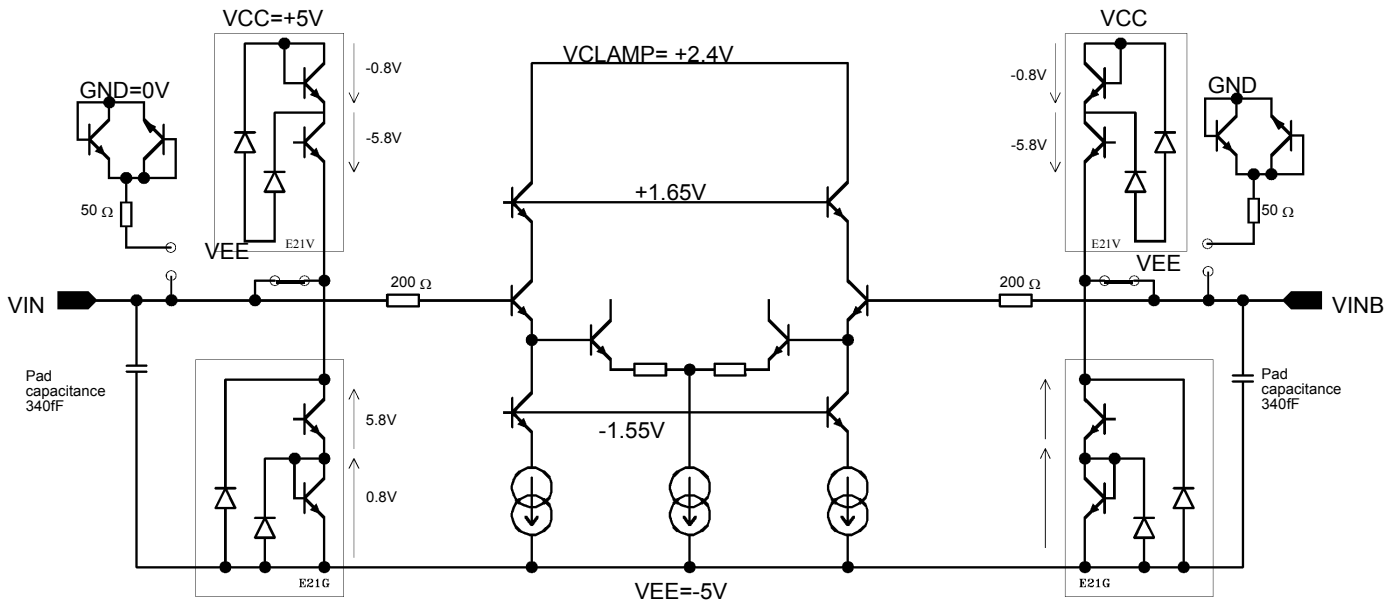 VCC=+5V
VCC
VCLAMP= +2.4V
-0.8V
-0.8V
GND=0V
GND
-5.8V
-5.8V
+1.65V
50 Ω
50 Ω
VEE
E21V
E21V
VEE
200 Ω
200 Ω
VIN
VINB
Pad
capacitance
340fF
Pad
capacitance
340fF
5.8V
-1.55V
0.8V
E21G
E21G
VEE=-5V